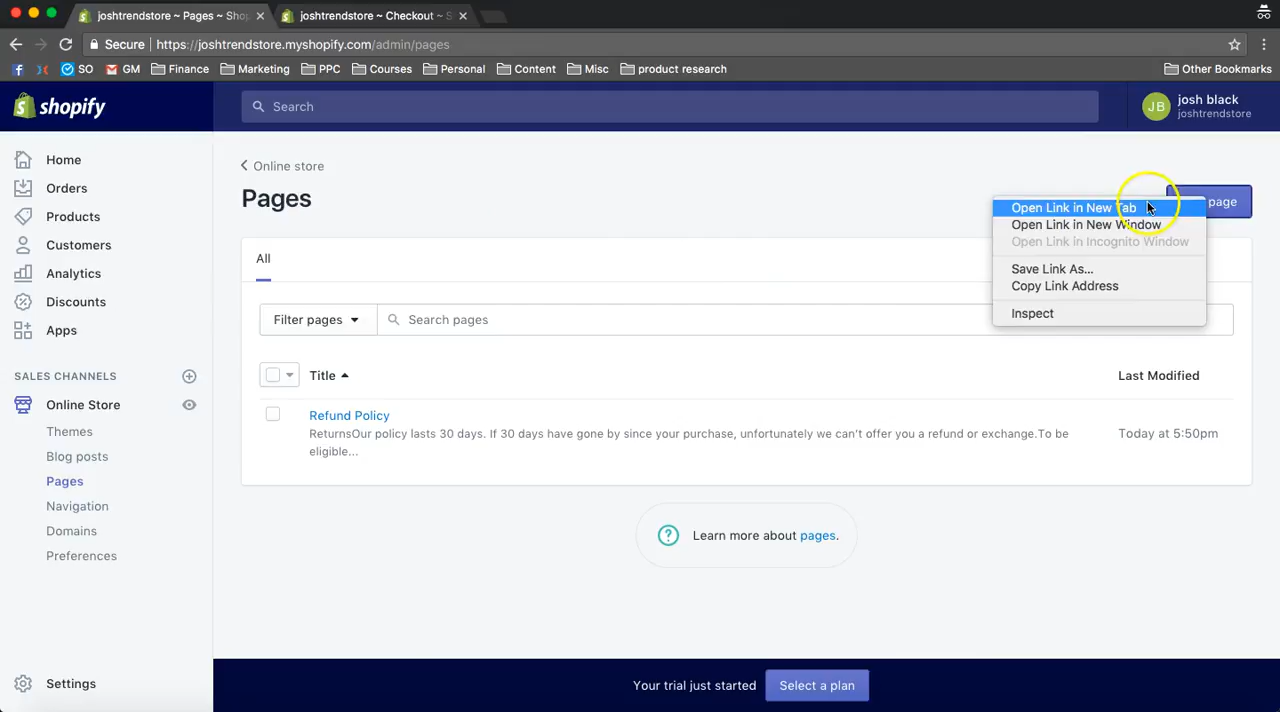 joshtrendstore ~ Pages ~ Sho
joshtrendstore ~ Checkout ~ S
Secure
https://joshtrendstore.myshopify.com/admin/pages
SO
GM
Finance
Marketing
PPC
Courses
Personal
Content
Misc
product research
Other Bookmarks
shopify
Search
JB
josh black
joshtrendstore
Home
Orders
Products
Customers
Analytics
Discounts
Apps
SALES CHANNELS
Online Store
Themes
Blog posts
Pages
Navigation
Domains
Preferences
Settings
Online store
Pages
page
Open Link in New Tab
Open Link in New Window
Open Link in Incognito Window
Save Link As...
Copy Link Address
Inspect
All
Filter pages
Search pages
Title
Last Modified
Refund Policy
ReturnsOur policy lasts 30 days. If 30 days have gone by since your purchase, unfortunately we can't offer you a refund or exchange.To be
eligible...
Today at 5:50pm
? Learn more about pages.
Your trial just started
Select a plan